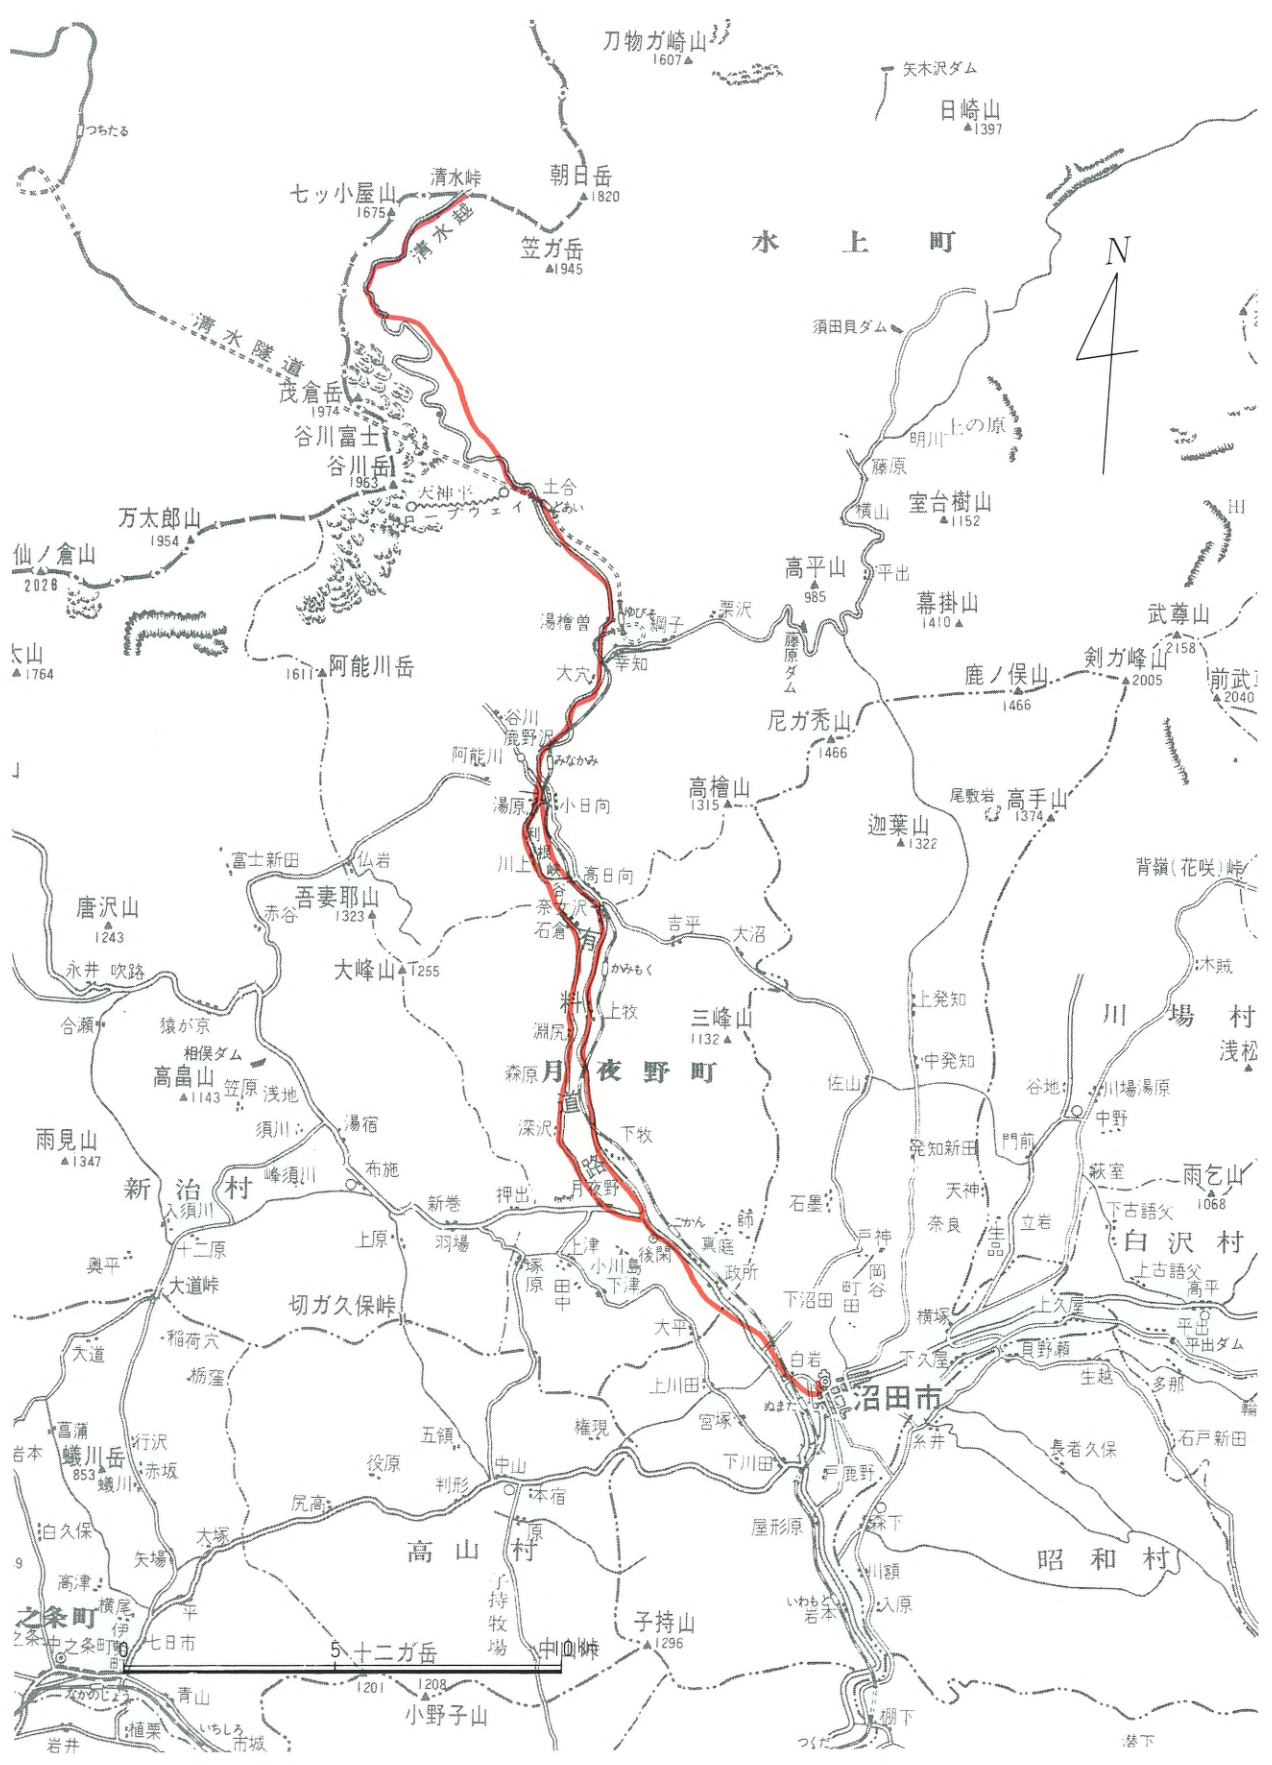 刀物ガ崎山
1607
矢木沢ダム
日崎山
1397
つちたる
清水峠
七ッ小屋山
1675
朝日岳
1820
清水越
笠ガ岳
1945
水上町
N
須田貝ダム
清水隧道
茂倉岳
1974
谷川富士
谷川岳
1963
明川
上の原
藤原
天神平
ロープウェイ
土合
どあい
横山
室台樹山
1152
田
万太郎山
1954
仙ノ倉山
2026
平出
高平山
985
幕掛山
1410
武尊山
2158
湯檜曽
ゆびそ
綱子
粟沢
藤原ダム
幸知
大穴
太山
1764
1611
阿能川岳
鹿ノ俣山
1466
剣ガ峰山
2005
前武
2040
谷川
鹿野沢
尼ガ禿山
1466
阿能川
みなかみ
湯原
小日向
高檜山
1315
尾敷岩
高手山
1374
迦葉山
1322
利根峡谷
川上
高日向
富士新田
仏岩
背嶺(花咲)峠
吾妻耶山
1323
赤谷
奈女沢
石倉
唐沢山
1243
吉平
大沼
有料道路
かみもく
大峰山
1255
永井
吹路
木賊
上牧
上発知
合瀬
猿が京
淵尻
三峰山
1132
川場村
浅松
相俣ダム
高畠山
1143
笠原
浅地
森原
月夜野町
中発知
佐山
谷地
川場湯原
中野
須川
湯宿
深沢
下牧
雨見山
1347
発知新田
門前
峰須川
布施
萩室
雨乞山
1068
新治村
入須川
新巻
押出
月夜野
石墨
天神
奈良
生品
立岩
下古語父
羽場
ごかん
師
上原
十二原
上津
後閑
真庭
戸神
白沢村
奥平
塚原
田中
小川島
下津
政所
岡谷
町田
上古語父
高平
大道峠
切ガ久保峠
下沼田
横塚
上久屋
稲荷穴
大平
平出
平出ダム
大道
白岩
下久屋
貝野瀬
栃窪
上川田
ぬまた
沼田市
生越
多那
輪
菖蒲
五領
権現
宮塚
糸井
石戸新田
岩本
行沢
蟻川岳
853
赤坂
蟻川
役原
判形
中山
下川田
長者久保
戸鹿野
本宿
尻高
白久保
大塚
原
屋形原
森下
矢場
高山村
昭和村
高津
川額
横尾
平
子持牧場
いわもと
岩本
入原
之条町
伊勢町
子持山
1296
之条
中之条町
七日市
十二ガ岳
中山峠
0
5
10km
1201
1208
なかのじょう
青山
小野子山
植栗
いちしろ
市城
岩井
棚下
つくだ